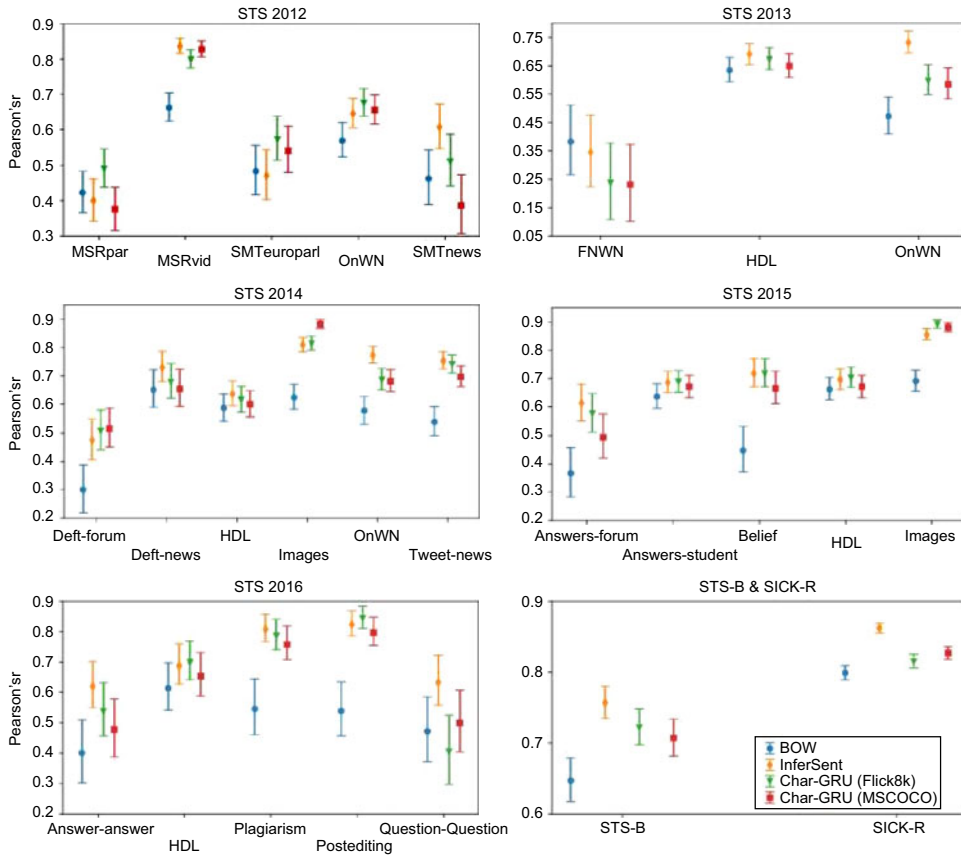 STS 2012
STS 2013
0.9
0.8
0.7
0.6
0.5
0.4
0.3
Pearson'sr
MSRpar
MSRvid
SMTeuroparl
OnWN
SMTnews
0.75
0.65
0.55
0.45
0.35
0.25
0.15
0.05
FNWN
HDL
OnWN
STS 2014
STS 2015
0.9
0.8
0.7
0.6
0.5
0.4
0.3
0.2
Pearson'sr
Deft-forum
Deft-news
HDL
Images
OnWN
Tweet-news
0.9
0.8
0.7
0.6
0.5
0.4
0.3
0.2
Answers-forum
Answers-student
Belief
HDL
Images
STS 2016
STS-B & SICK-R
0.9
0.8
0.7
0.6
0.5
0.4
0.3
0.2
Pearson'sr
Answer-answer
HDL
Plagiarism
Postediting
Question-Question
0.9
0.8
0.7
0.6
STS-B
SICK-R
BOW
InferSent
Char-GRU (Flick8k)
Char-GRU (MSCOCO)